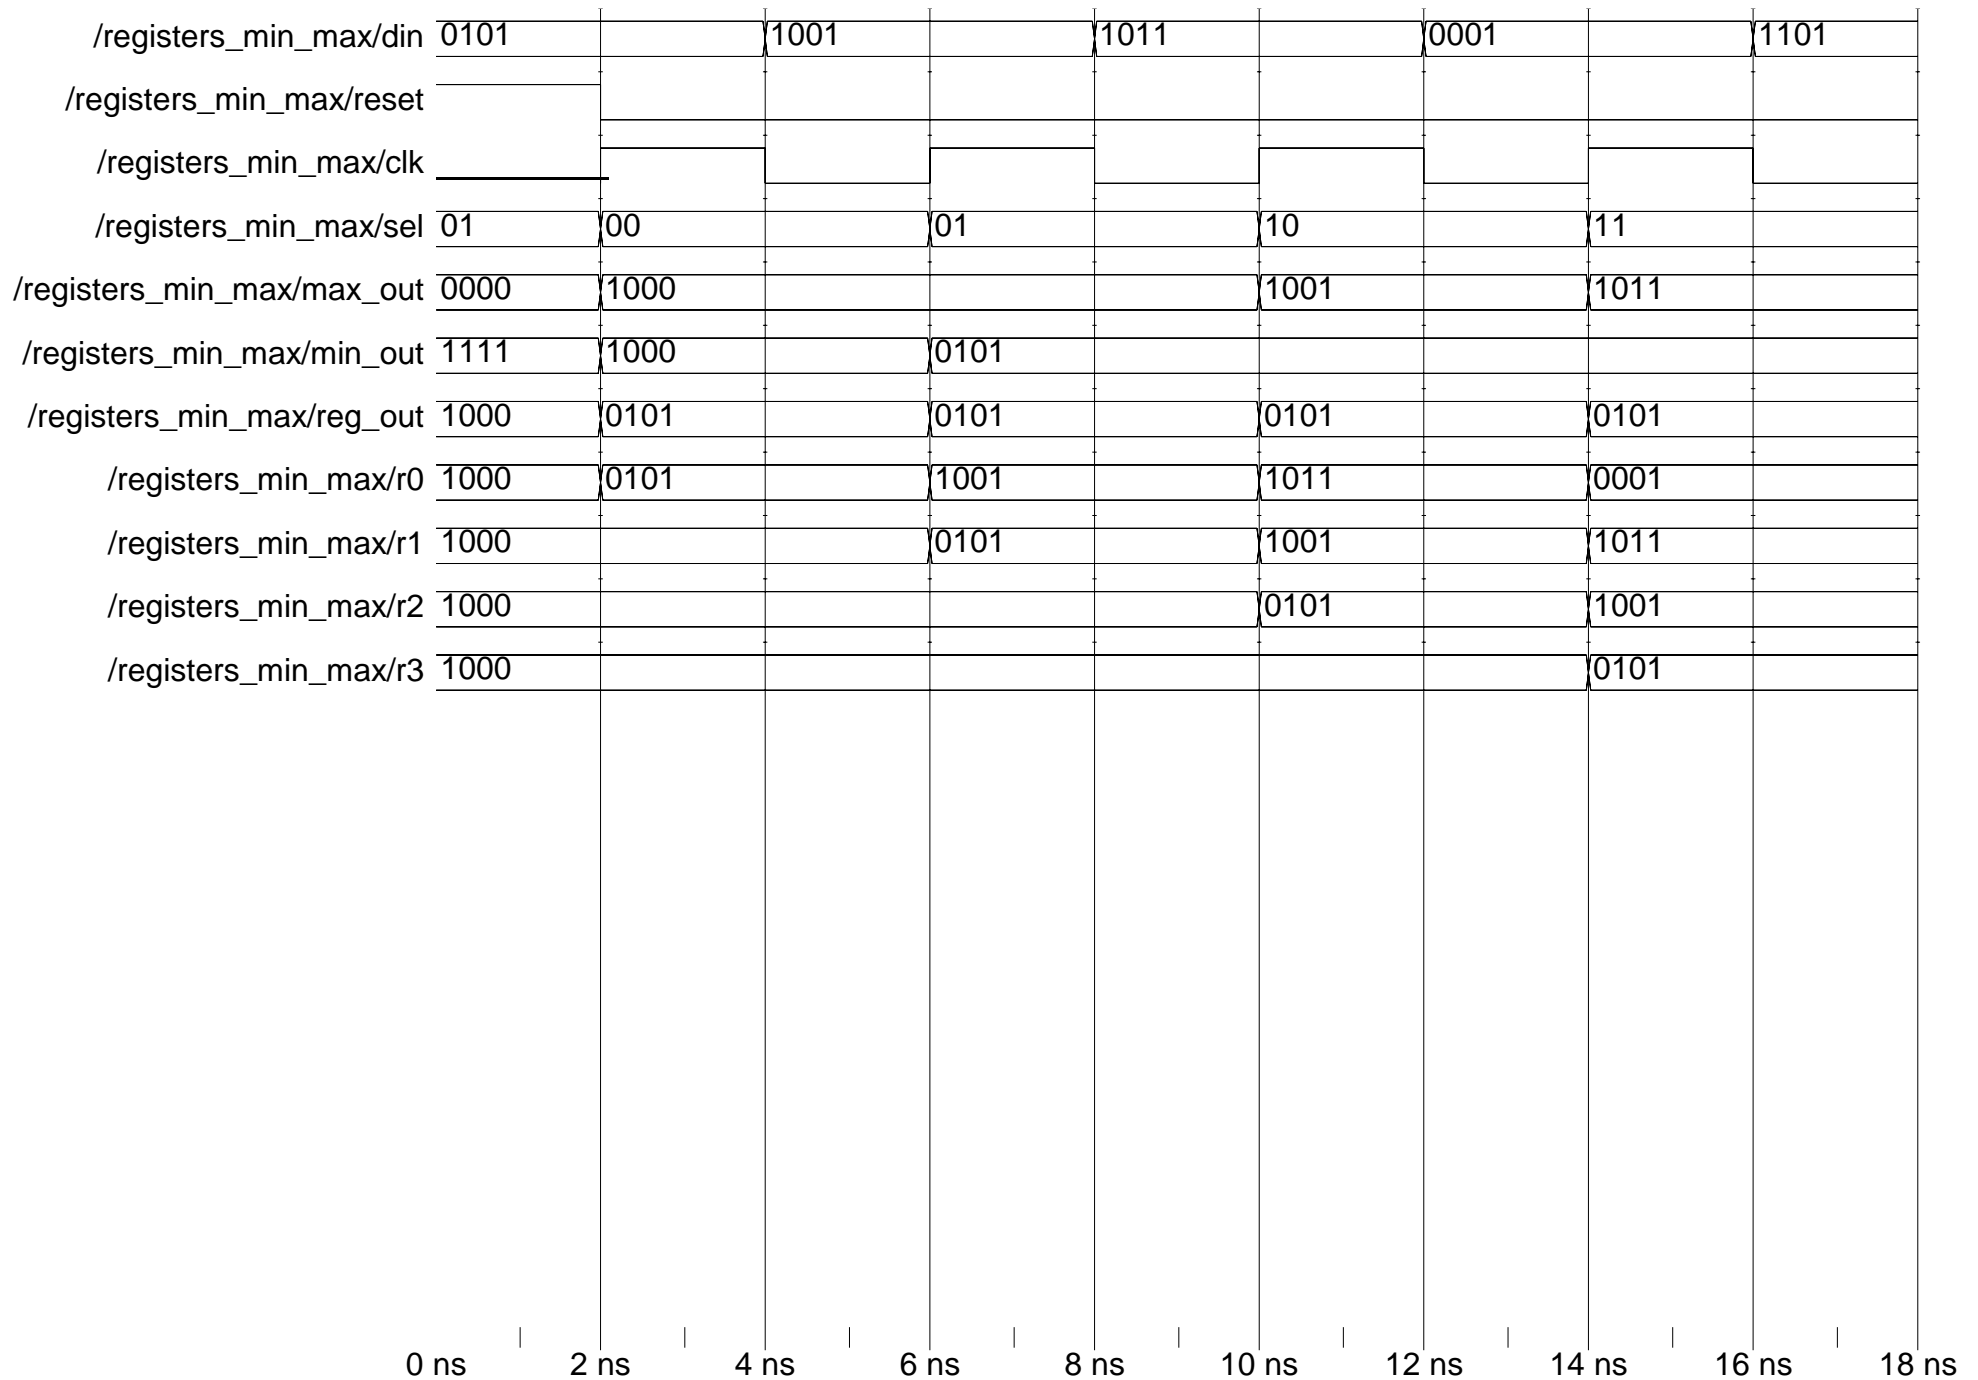 /registers_min_max/din 0101 1001 1011 0001 1101
/registers_min_max/reset
/registers_min_max/clk
/registers_min_max/sel 01 00 01 10 11
/registers_min_max/max_out 0000 1000 1001 1011
/registers_min_max/min_out 1111 1000 0101
/registers_min_max/reg_out 1000 0101 0101 0101 0101
/registers_min_max/r0 1000 0101 1001 1011 0001
/registers_min_max/r1 1000 0101 1001 1011
/registers_min_max/r2 1000 0101 1001
/registers_min_max/r3 1000 0101
0 ns 2 ns 4 ns 6 ns 8 ns 10 ns 12 ns 14 ns 16 ns 18 ns